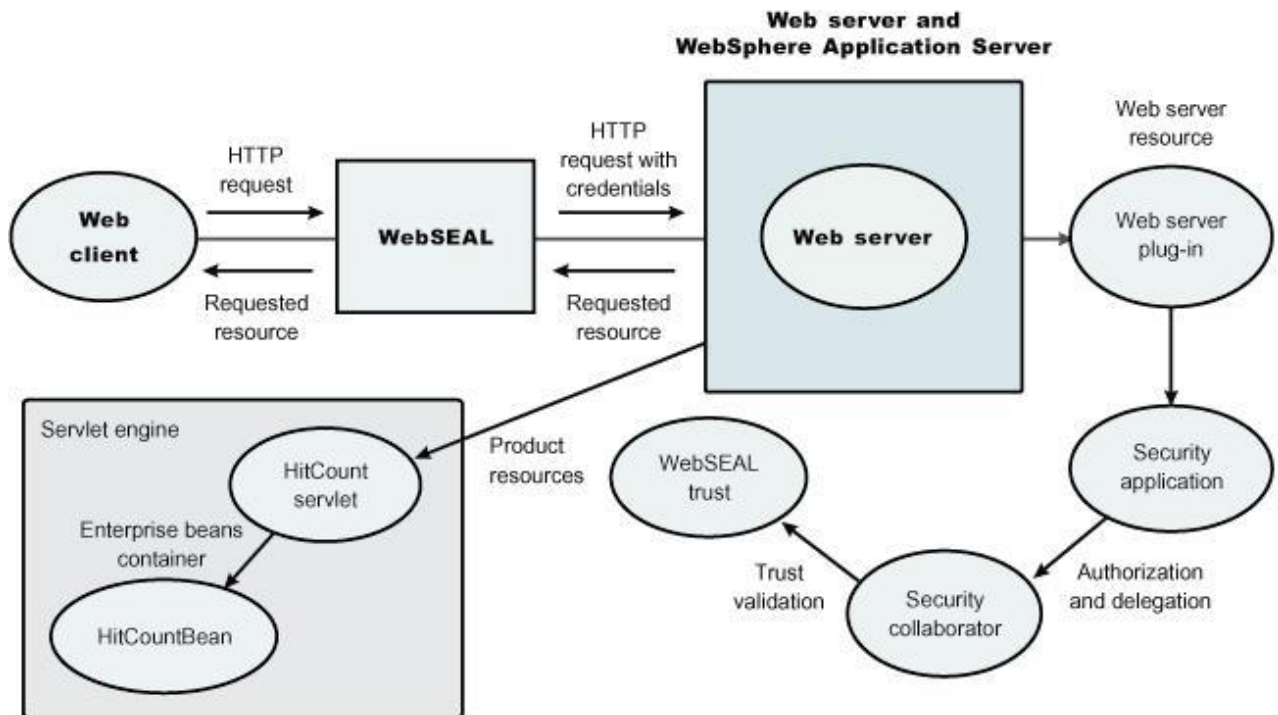 Web server and
WebSphere Application Server
Web server
resource
HTTP
request
HTTP
request with
credentials
Web
client
WebSEAL
Web server
Web server
plug-in
Requested
resource
Requested
resource
Servlet engine
Product
resources
HitCount
servlet
WebSEAL
trust
Security
application
Enterprise beans
container
Trust
validation
Authorization
and delegation
Security
collaborator
HitCountBean